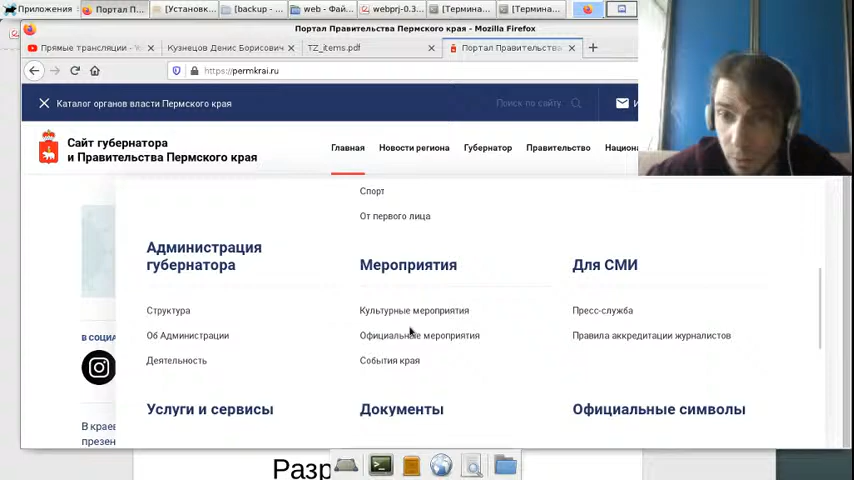 Приложения
Портал П...
[Установк...
[backup - ...
web - Фай...
webprj-0.3...
[Термина...
[Термина...
Портал Правительства Пермского края - Mozilla Firefox
Прямые трансляции - Y
Кузнецов Денис Борисович
TZ_items.pdf
Портал Правительства
https://permkrai.ru
Каталог органов власти Пермского края
Поиск по сайту
Сайт губернатора
и Правительства Пермского края
Главная
Новости региона
Губернатор
Правительство
Национа
Спорт
От первого лица
Администрация
губернатора
Мероприятия
Для СМИ
Структура
Культурные мероприятия
Пресс-служба
Об Администрации
Официальные мероприятия
Правила аккредитации журналистов
Деятельность
События края
В СОЦИА
Услуги и сервисы
Документы
Официальные символы
В краев
презен
Разр